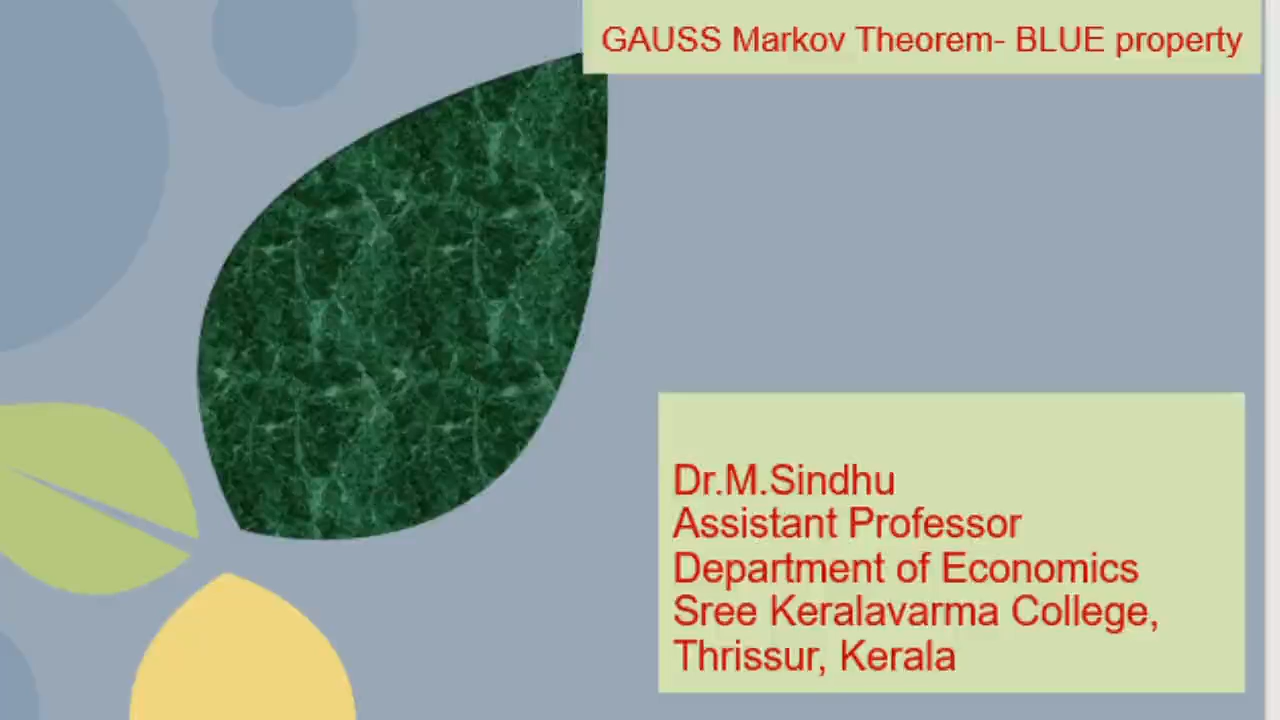 GAUSS Markov Theorem- BLUE property
Dr.M.Sindhu
Assistant Professor
Department of Economics
Sree Keralavarma College,
Thrissur, Kerala